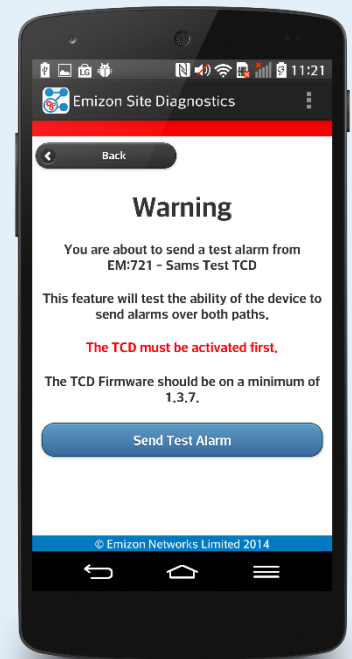 11:21
Emizon Site Diagnostics
Back
Warning
You are about to send a test alarm from
EM:721 - Sams Test TCD
This feature will test the ability of the device to
send alarms over both paths.
The TCD must be activated first.
The TCD Firmware should be on a minimum of
1.3.7.
Send Test Alarm
© Emizon Networks Limited 2014